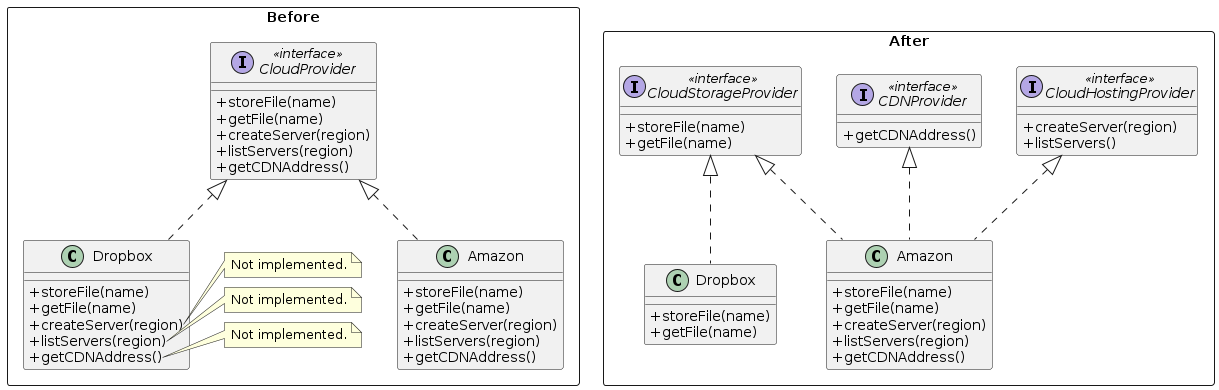 Before
«interface»
CloudProvider
+storeFile(name)
+getFile(name)
+createServer(region)
+listServers(region)
+getCDNAddress()
Dropbox
+storeFile(name)
+getFile(name)
+createServer(region)
+listServers(region)
+getCDNAddress()
Not implemented.
Not implemented.
Not implemented.
Amazon
+storeFile(name)
+getFile(name)
+createServer(region)
+listServers(region)
+getCDNAddress()
After
«interface»
CloudStorageProvider
+storeFile(name)
+getFile(name)
«interface»
CDNProvider
+getCDNAddress()
«interface»
CloudHostingProvider
+createServer(region)
+listServers()
Dropbox
+storeFile(name)
+getFile(name)
Amazon
+storeFile(name)
+getFile(name)
+createServer(region)
+listServers(region)
+getCDNAddress()